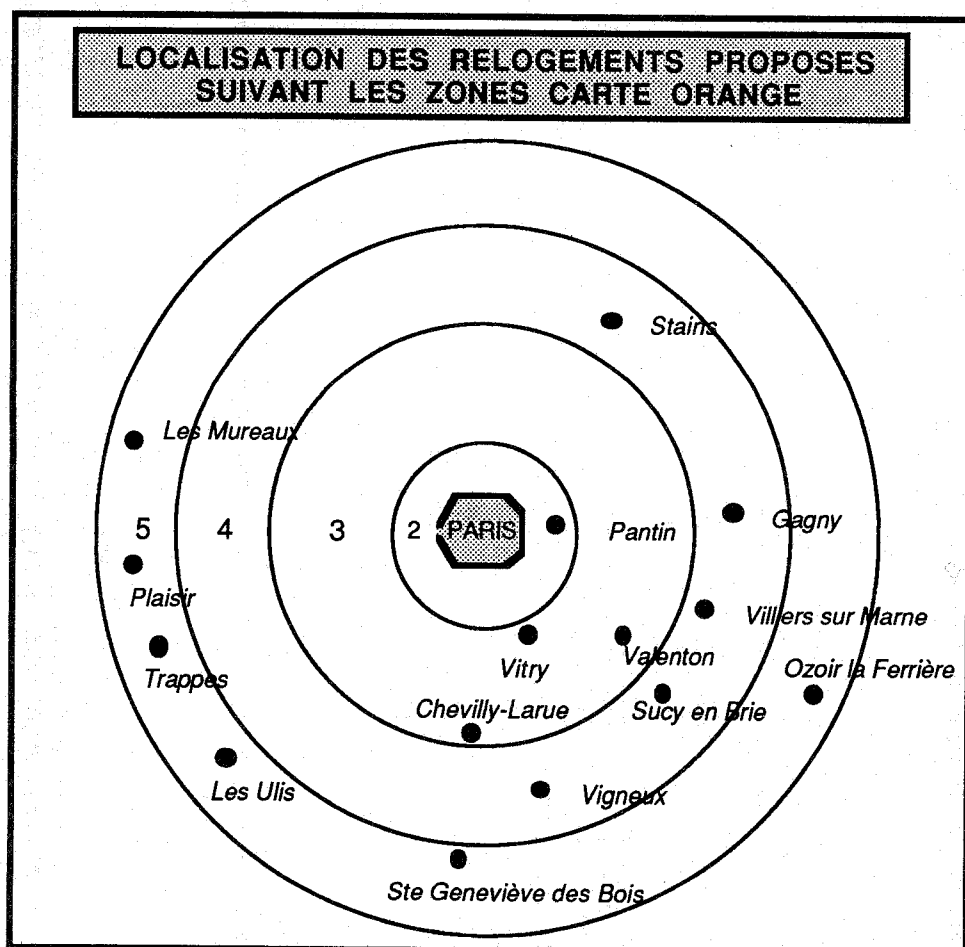 LOCALISATION DES RELOGEMENTS PROPOSES
SUIVANT LES ZONES CARTE ORANGE
Stains
Les Mureaux
5 4 3 2 PARIS
Pantin
Gagny
Plaisir
Villiers sur Marne
Vitry
Valenton
Trappes
Ozoir la Ferrière
Chevilly-Larue
Sucy en Brie
Les Ulis
Vigneux
Ste Geneviève des Bois